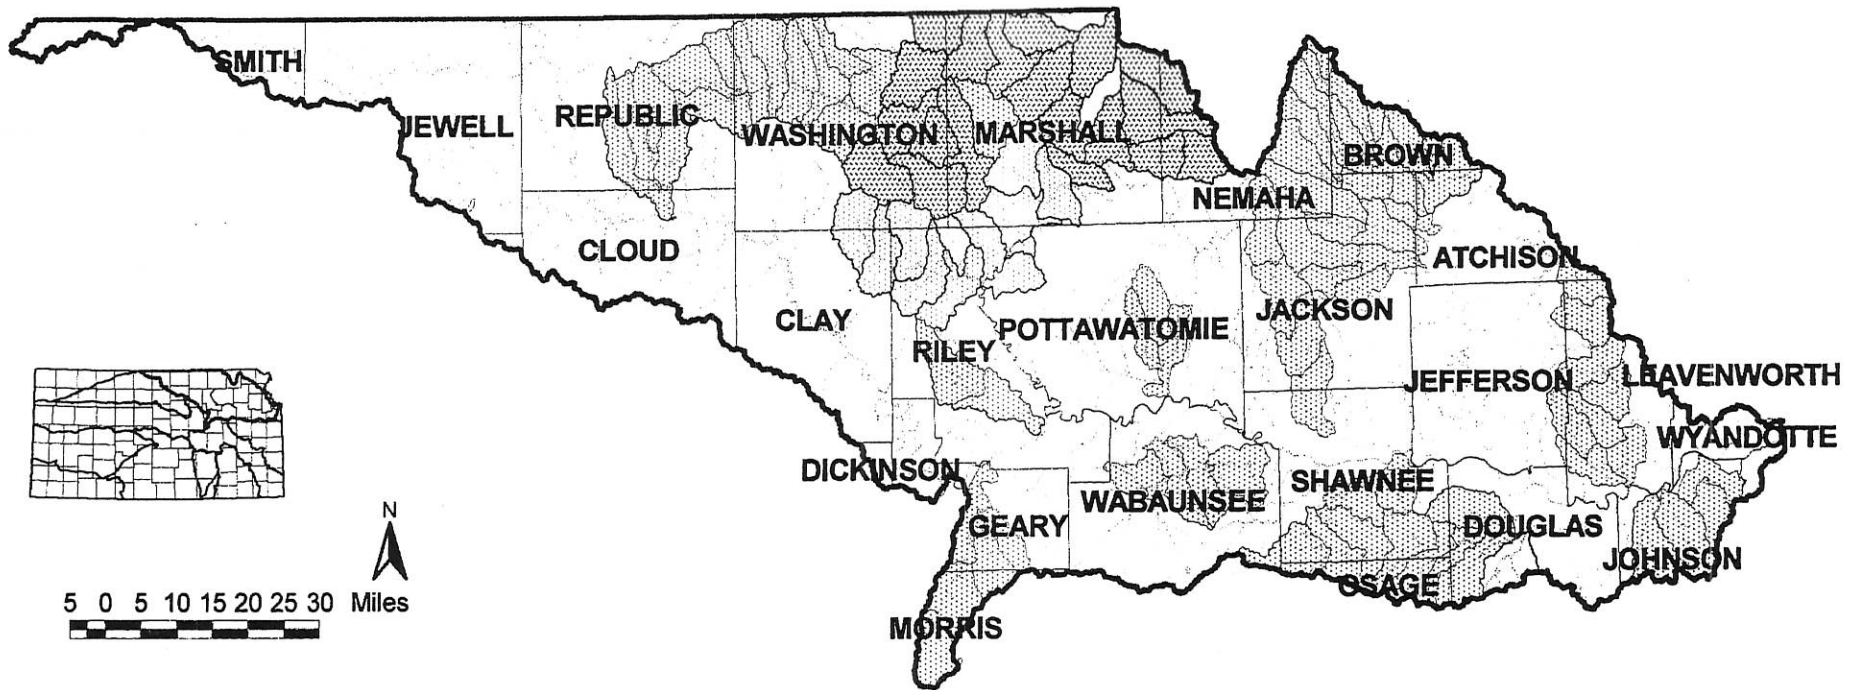 SMITH
JEWELL
REPUBLIC
WASHINGTON
MARSHALL
BROWN
NEMAHA
CLOUD
ATCHISON
CLAY
RILEY
POTTAWATOMIE
JACKSON
JEFFERSON
LEAVENWORTH
WYANDOTTE
DICKINSON
WABAUNSEE
SHAWNEE
GEARY
DOUGLAS
JOHNSON
OSAGE
MORRIS
N
5 0 5 10 15 20 25 30 Miles